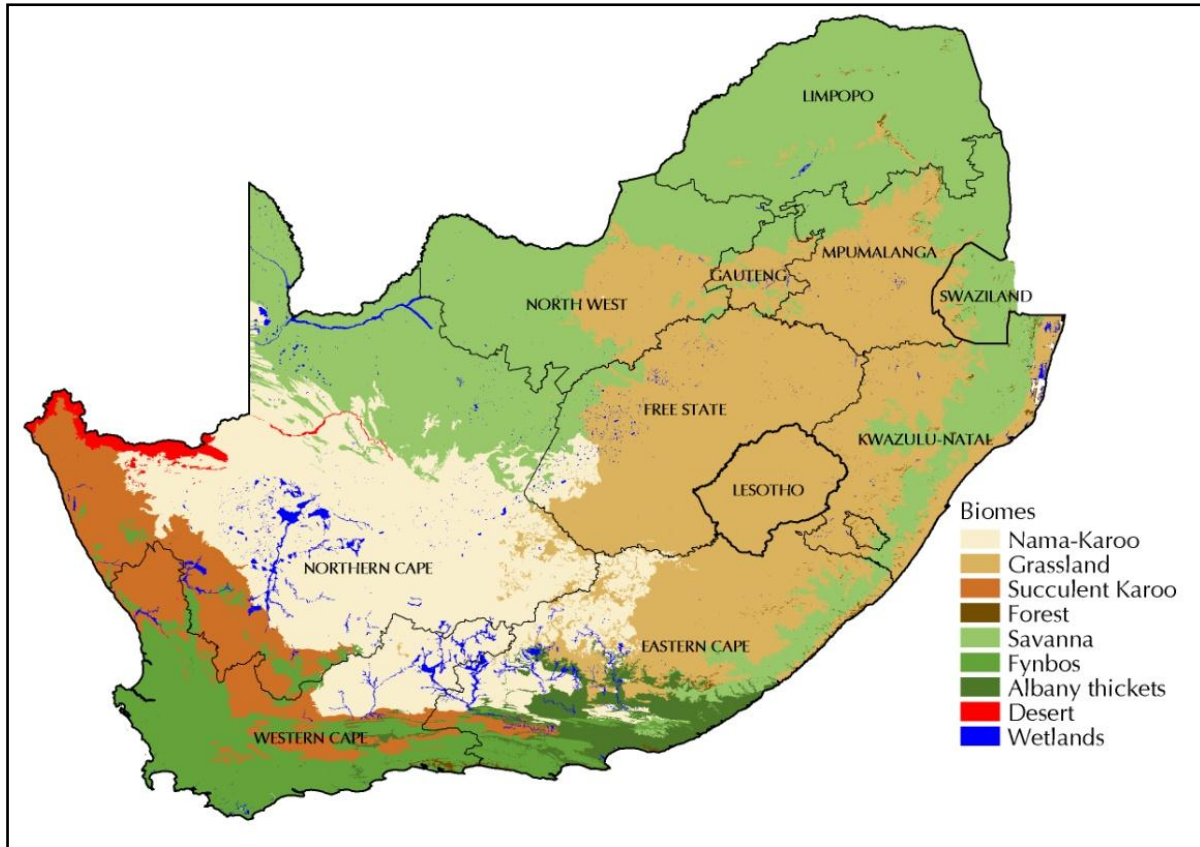 LIMPOPO
MPUMALANGA
GAUTENG
SWAZILAND
NORTH WEST
FREE STATE
KWAZULU-NATAL
LESOTHO
NORTHERN CAPE
EASTERN CAPE
WESTERN CAPE
Biomes
Nama-Karoo
Grassland
Succulent Karoo
Forest
Savanna
Fynbos
Albany thickets
Desert
Wetlands